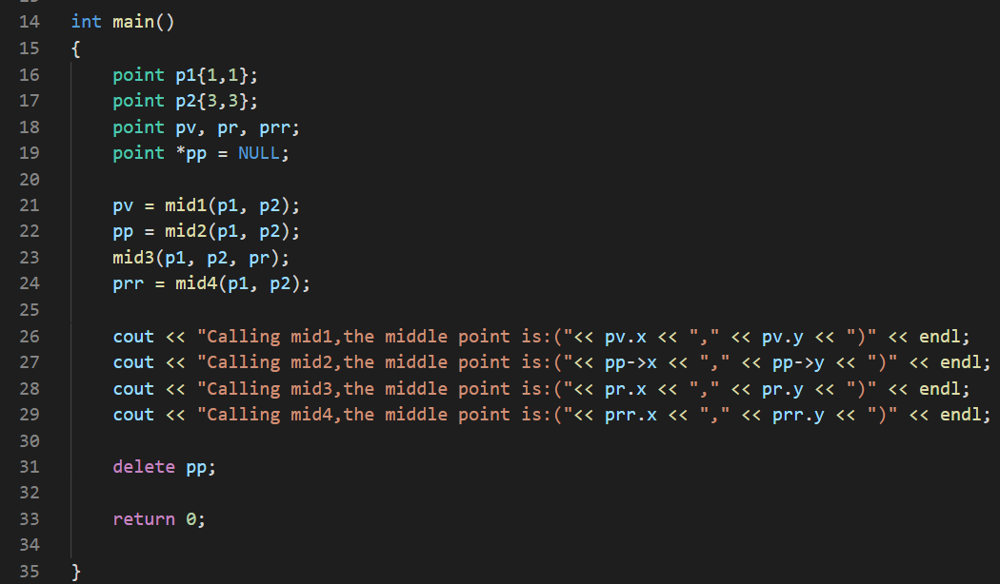 14 int main()
15 {
16 point p1{1,1};
17 point p2{3,3};
18 point pv, pr, prr;
19 point *pp = NULL;
20
21 pv = mid1(p1, p2);
22 pp = mid2(p1, p2);
23 mid3(p1, p2, pr);
24 prr = mid4(p1, p2);
25
26 cout << "Calling mid1,the middle point is:("<< pv.x << "," << pv.y << ")" << endl;
27 cout << "Calling mid2,the middle point is:("<< pp->x << "," << pp->y << ")" << endl;
28 cout << "Calling mid3,the middle point is:("<< pr.x << "," << pr.y << ")" << endl;
29 cout << "Calling mid4,the middle point is:("<< prr.x << "," << prr.y << ")" << endl;
30
31 delete pp;
32
33 return 0;
34
35 }